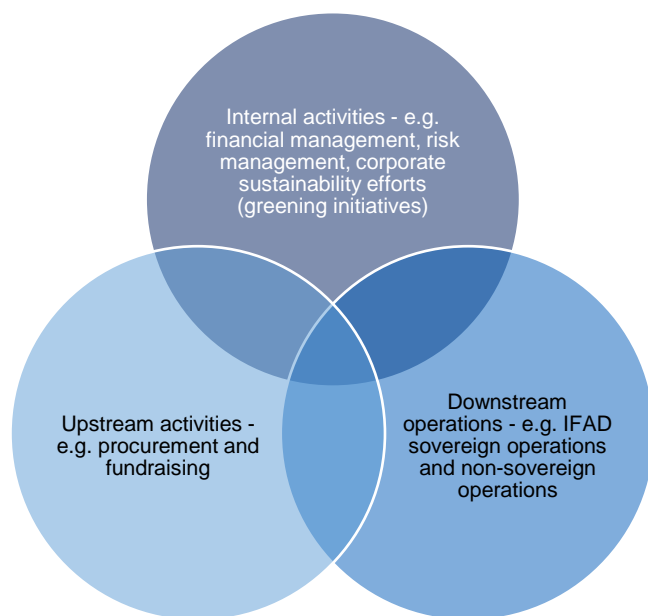 Internal activities - e.g.
financial management, risk
management, corporate
sustainability efforts
(greening initiatives)
Upstream activities -
e.g. procurement and
fundraising
Downstream
operations - e.g. IFAD
sovereign operations
and non-sovereign
operations